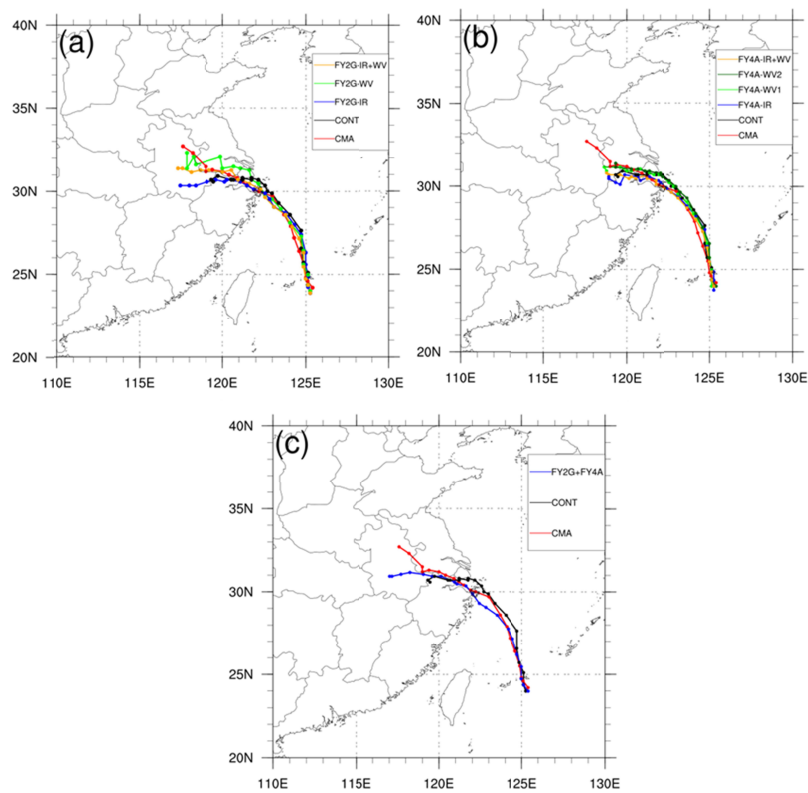 (a)
40N
35N
30N
25N
20N
110E 115E 120E 125E 130E
FY2G-IR+WV
FY2G-WV
FY2G-IR
CONT
CMA
(b)
40N
35N
30N
25N
20N
110E 115E 120E 125E 130E
FY4A-IR+WV
FY4A-WV2
FY4A-WV1
FY4A-IR
CONT
CMA
(c)
40N
35N
30N
25N
20N
110E 115E 120E 125E 130E
FY2G+FY4A
CONT
CMA